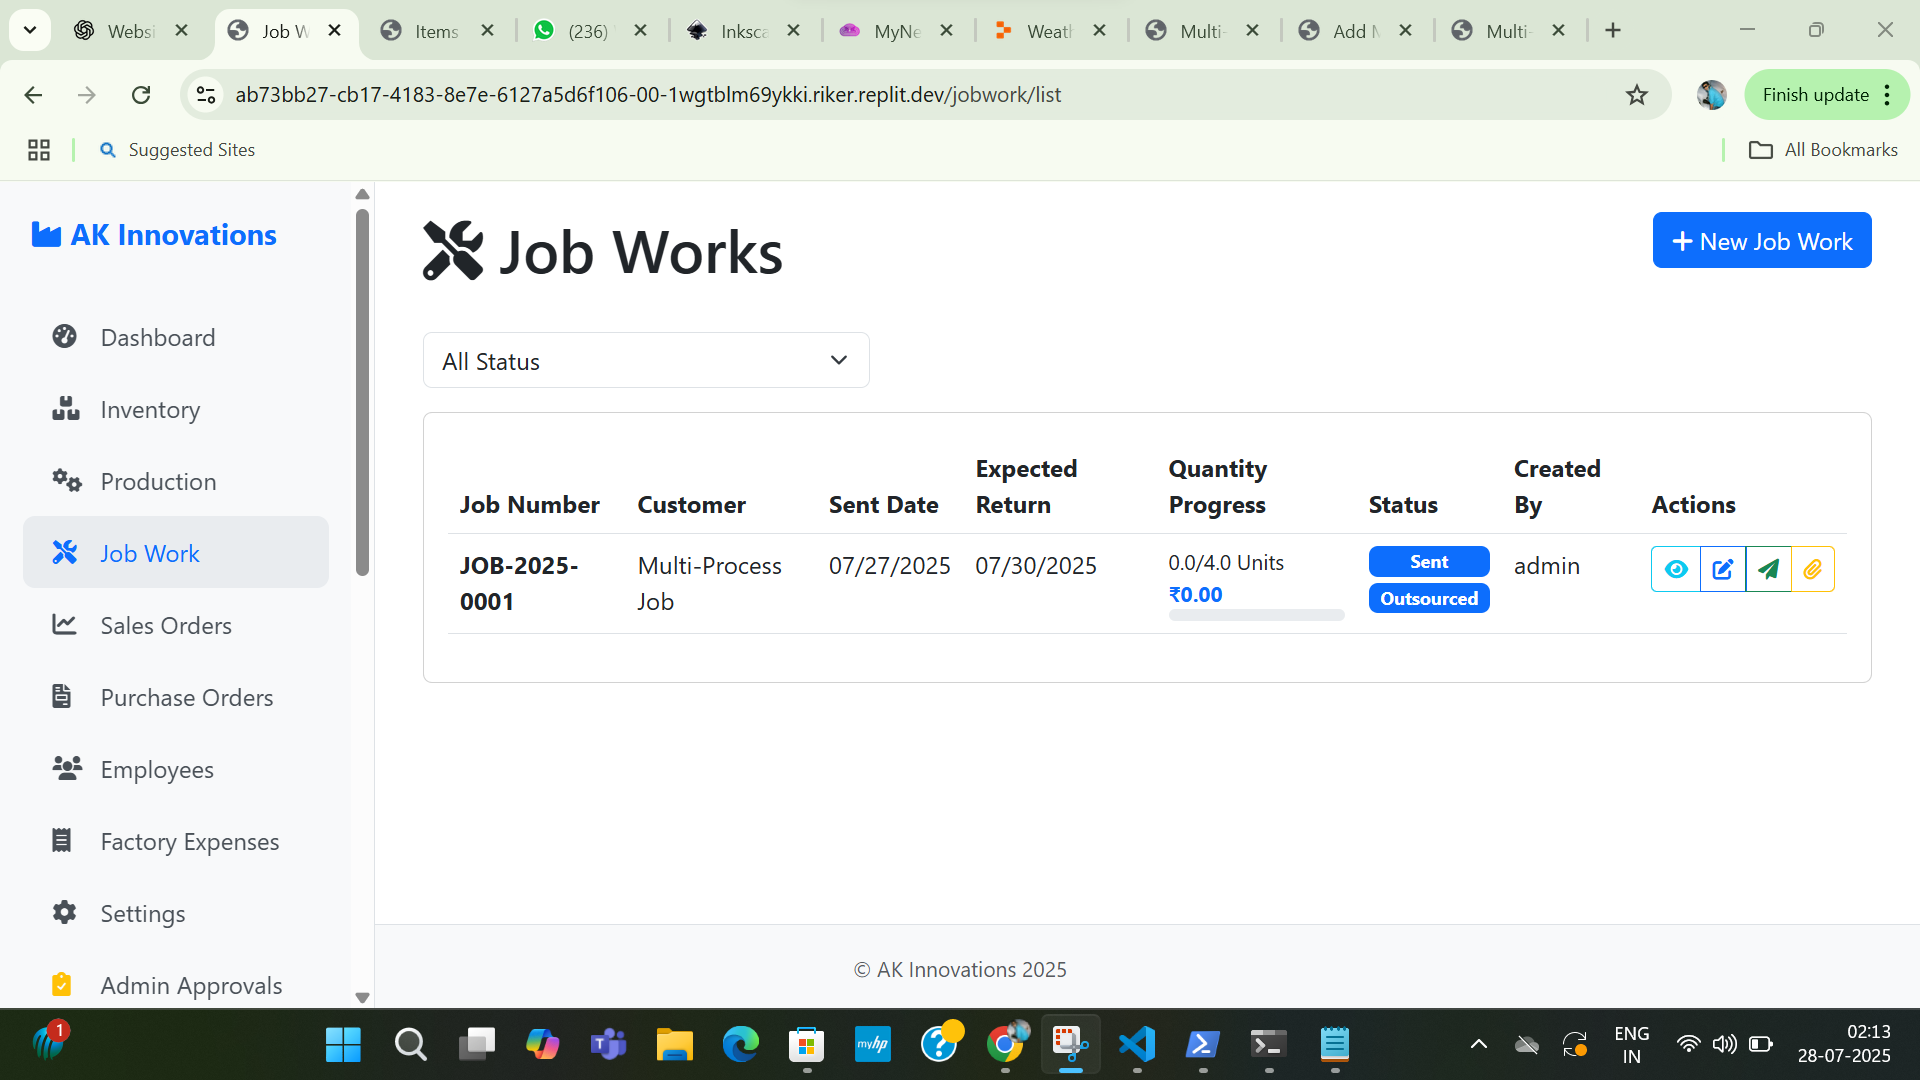 Websi
Job W
Items
(236)
Inksca
MyNe
Weath
Multi-
Add M
Multi-
ab73bb27-cb17-4183-8e7e-6127a5d6f106-00-1wgtblm69ykki.riker.replit.dev/jobwork/list
Finish update
Suggested Sites
All Bookmarks
AK Innovations
Dashboard
Inventory
Production
Job Work
Sales Orders
Purchase Orders
Employees
Factory Expenses
Settings
Admin Approvals
Job Works
New Job Work
All Status
Job Number
Customer
Sent Date
Expected
Return
Quantity
Progress
Status
Created
By
Actions
JOB-2025-
0001
Multi-Process
Job
07/27/2025
07/30/2025
0.0/4.0 Units
₹0.00
Sent
Outsourced
admin
© AK Innovations 2025
1
myhp
ENG
IN
02:13
28-07-2025